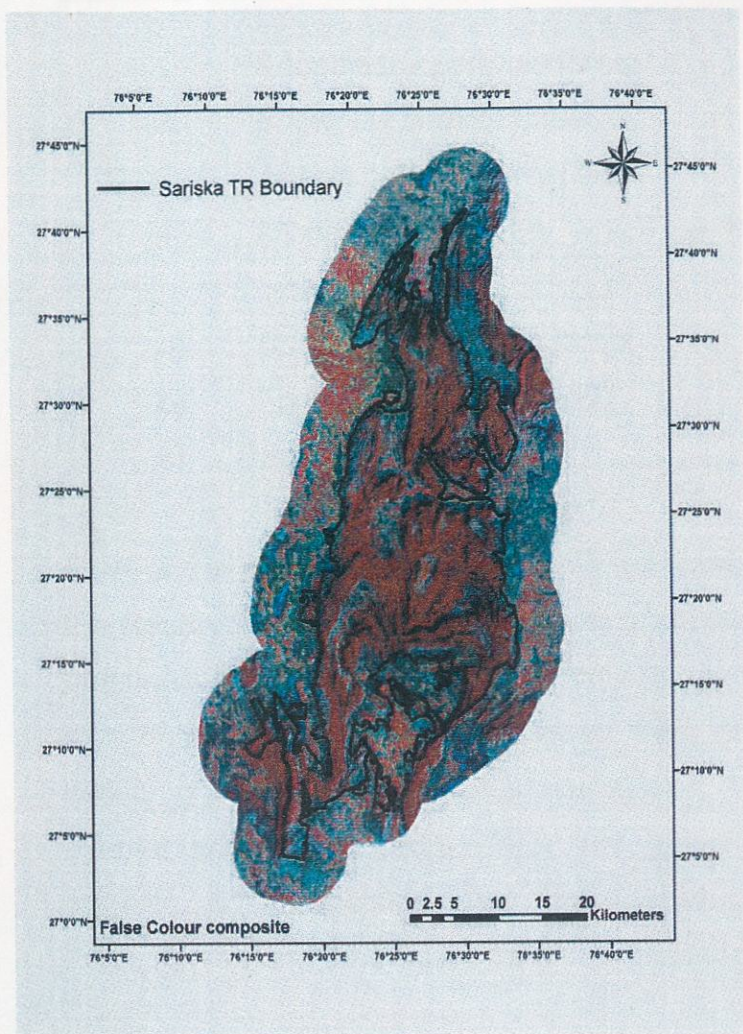 76°5'0"E 76°10'0"E 76°15'0"E 76°20'0"E 76°25'0"E 76°30'0"E 76°35'0"E 76°40'0"E
27°45'0"N 27°45'0"N
N
W E
S
Sariska TR Boundary
27°40'0"N 27°40'0"N
27°35'0"N 27°35'0"N
27°30'0"N 27°30'0"N
27°25'0"N 27°25'0"N
27°20'0"N 27°20'0"N
27°15'0"N 27°15'0"N
27°10'0"N 27°10'0"N
27°5'0"N 27°5'0"N
27°0'0"N
0 2.5 5 10 15 20
Kilometers
False Colour composite
76°5'0"E 76°10'0"E 76°15'0"E 76°20'0"E 76°25'0"E 76°30'0"E 76°35'0"E 76°40'0"E